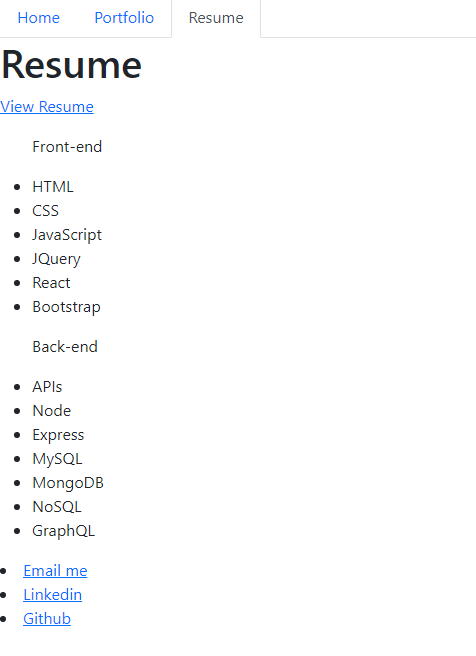 Home Portfolio Resume
Resume
View Resume
Front-end
HTML
CSS
JavaScript
JQuery
React
Bootstrap
Back-end
APIs
Node
Express
MySQL
MongoDB
NoSQL
GraphQL
Email me
Linkedin
Github